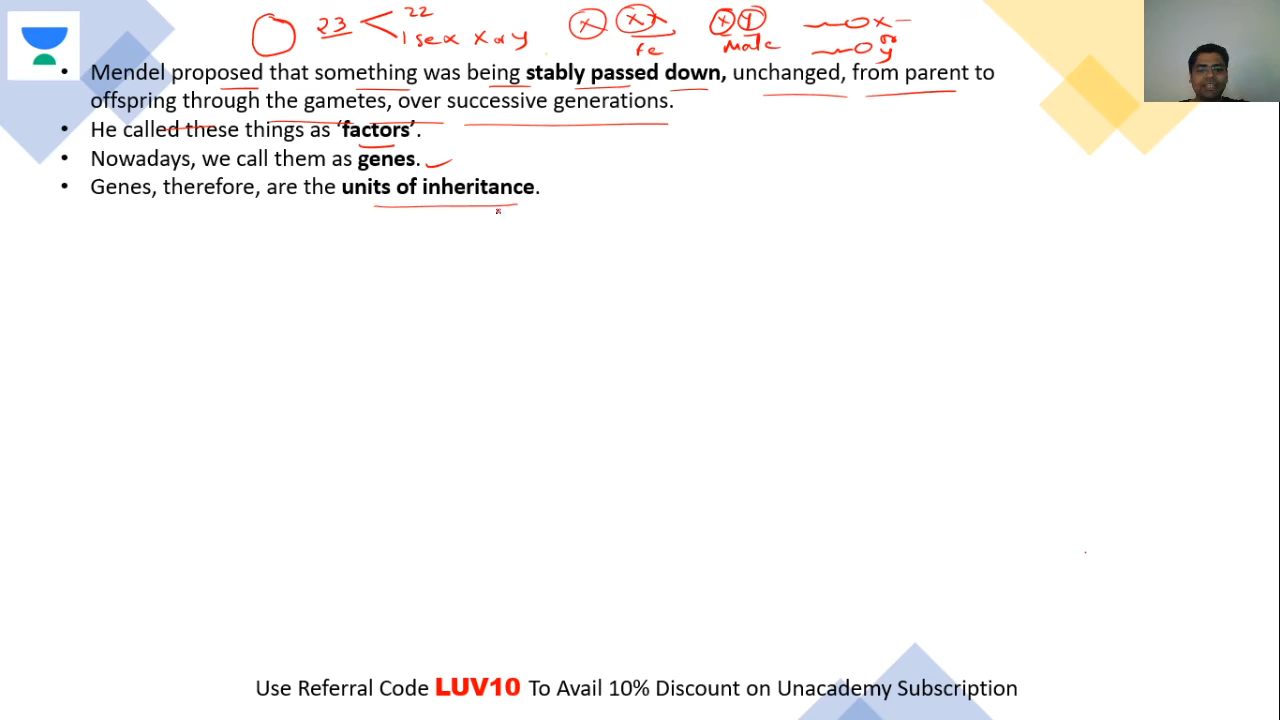 23
22
1 sex X or Y
X
XX
Fe
X Y
Male
X
or
Y
• Mendel proposed that something was being stably passed down, unchanged, from parent to
offspring through the gametes, over successive generations.
• He called these things as ‘factors’.
• Nowadays, we call them as genes.
• Genes, therefore, are the units of inheritance.
Use Referral Code LUV10 To Avail 10% Discount on Unacademy Subscription